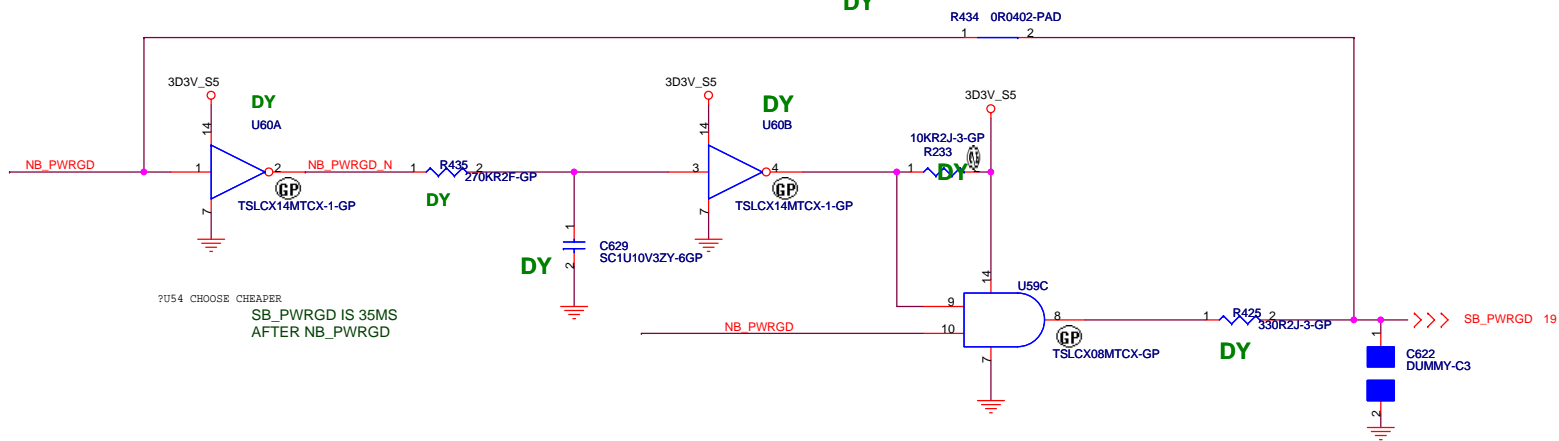 DY
R434 0R0402-PAD
1 2
3D3V_S5
DY
U60A
14
NB_PWRGD
1
2
GP
TSLCX14MTCX-1-GP
7
NB_PWRGD_N
1
R435
2
270KR2F-GP
DY
3D3V_S5
DY
U60B
14
3
4
GP
TSLCX14MTCX-1-GP
7
1
C629
SC1U10V3ZY-6GP
DY
2
3D3V_S5
10KR2J-3-GP
R233
1
DY
?U54 CHOOSE CHEAPER
SB_PWRGD IS 35MS
AFTER NB_PWRGD
14
U59C
9
NB_PWRGD
10
8
GP
TSLCX08MTCX-GP
7
1
R425
2
330R2J-3-GP
DY
SB_PWRGD 19
1
C622
DUMMY-C3
2